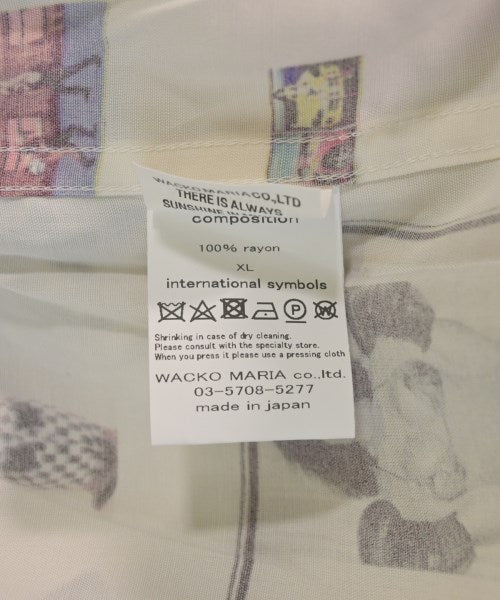 WACKO MARIA CO.,LTD
THERE IS ALWAYS
SUNSHINE IN
composition
100% rayon
XL
international symbols
P W
Shrinking in case of dry cleaning.
Please consult with the specialty store.
When you press it please use a pressing cloth
WACKO MARIA co..ltd.
03-5708-5277
made in japan